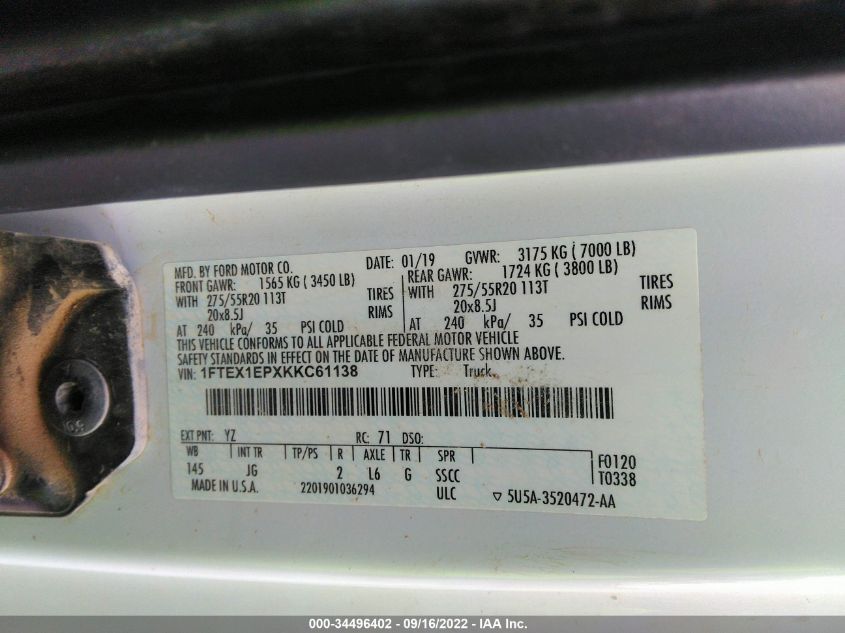 MFD. BY FORD MOTOR CO. DATE: 01/19 GVWR: 3175 KG ( 7000 LB)
FRONT GAWR: 1565 KG ( 3450 LB) REAR GAWR: 1724 KG ( 3800 LB)
WITH 275/55R20 113T TIRES WITH 275/55R20 113T TIRES
20x8.5J RIMS 20x8.5J RIMS
AT 240 kPa/ 35 PSI COLD AT 240 kPa/ 35 PSI COLD
THIS VEHICLE CONFORMS TO ALL APPLICABLE FEDERAL MOTOR VEHICLE
SAFETY STANDARDS IN EFFECT ON THE DATE OF MANUFACTURE SHOWN ABOVE.
VIN: 1FTEX1EPXKKC61138 TYPE: Truck
EXT PNT: YZ RC: 71 DSO:
WB INT TR TP/PS R AXLE TR SPR F0120
145 JG 2 L6 G SSCC T0338
MADE IN U.S.A. 2201901036294 ULC ▽ 5U5A-3520472-AA
000-34496402 - 09/16/2022 - IAA Inc.